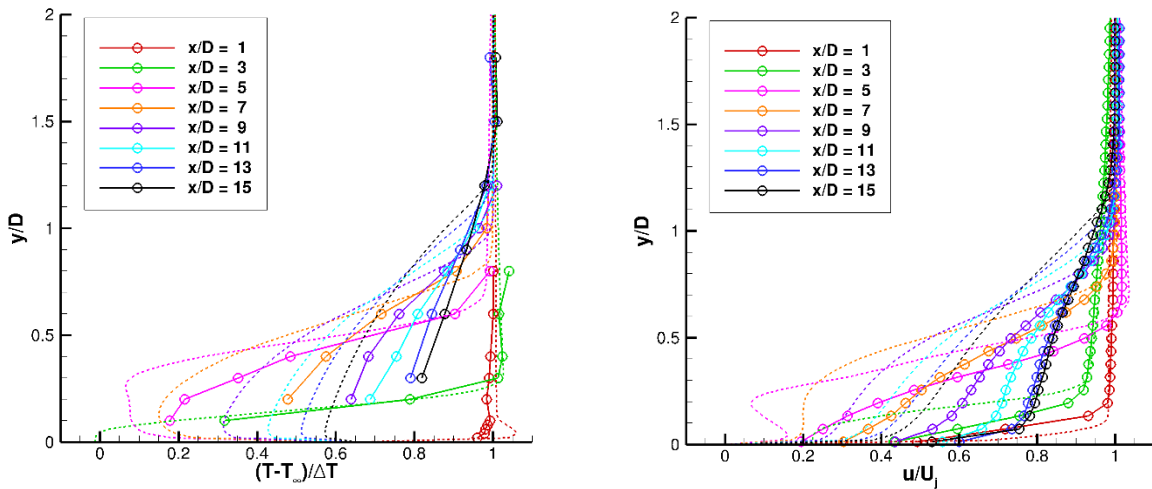 2
1.5
1
0.5
0
y/D
x/D = 1
x/D = 3
x/D = 5
x/D = 7
x/D = 9
x/D = 11
x/D = 13
x/D = 15
0 0.2 0.4 0.6 0.8 1
(T-T∞)/ΔT
2
1.5
1
0.5
0
y/D
x/D = 1
x/D = 3
x/D = 5
x/D = 7
x/D = 9
x/D = 11
x/D = 13
x/D = 15
0 0.2 0.4 0.6 0.8 1
u/Uj